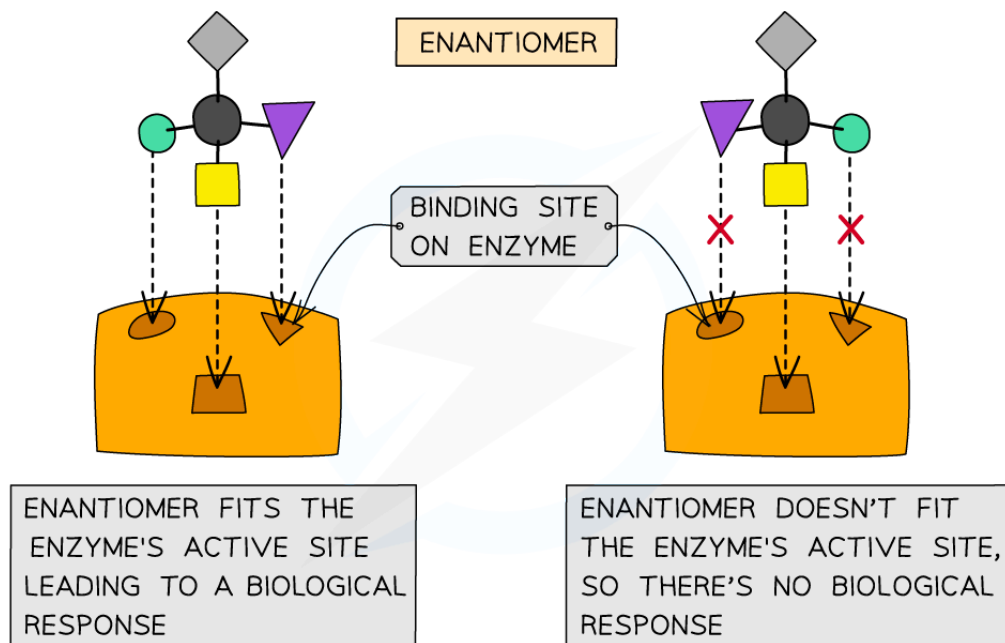 ENANTIOMER
BINDING SITE
ON ENZYME
ENANTIOMER FITS THE
ENZYME'S ACTIVE SITE
LEADING TO A BIOLOGICAL
RESPONSE
ENANTIOMER DOESN'T FIT
THE ENZYME'S ACTIVE SITE,
SO THERE'S NO BIOLOGICAL
RESPONSE